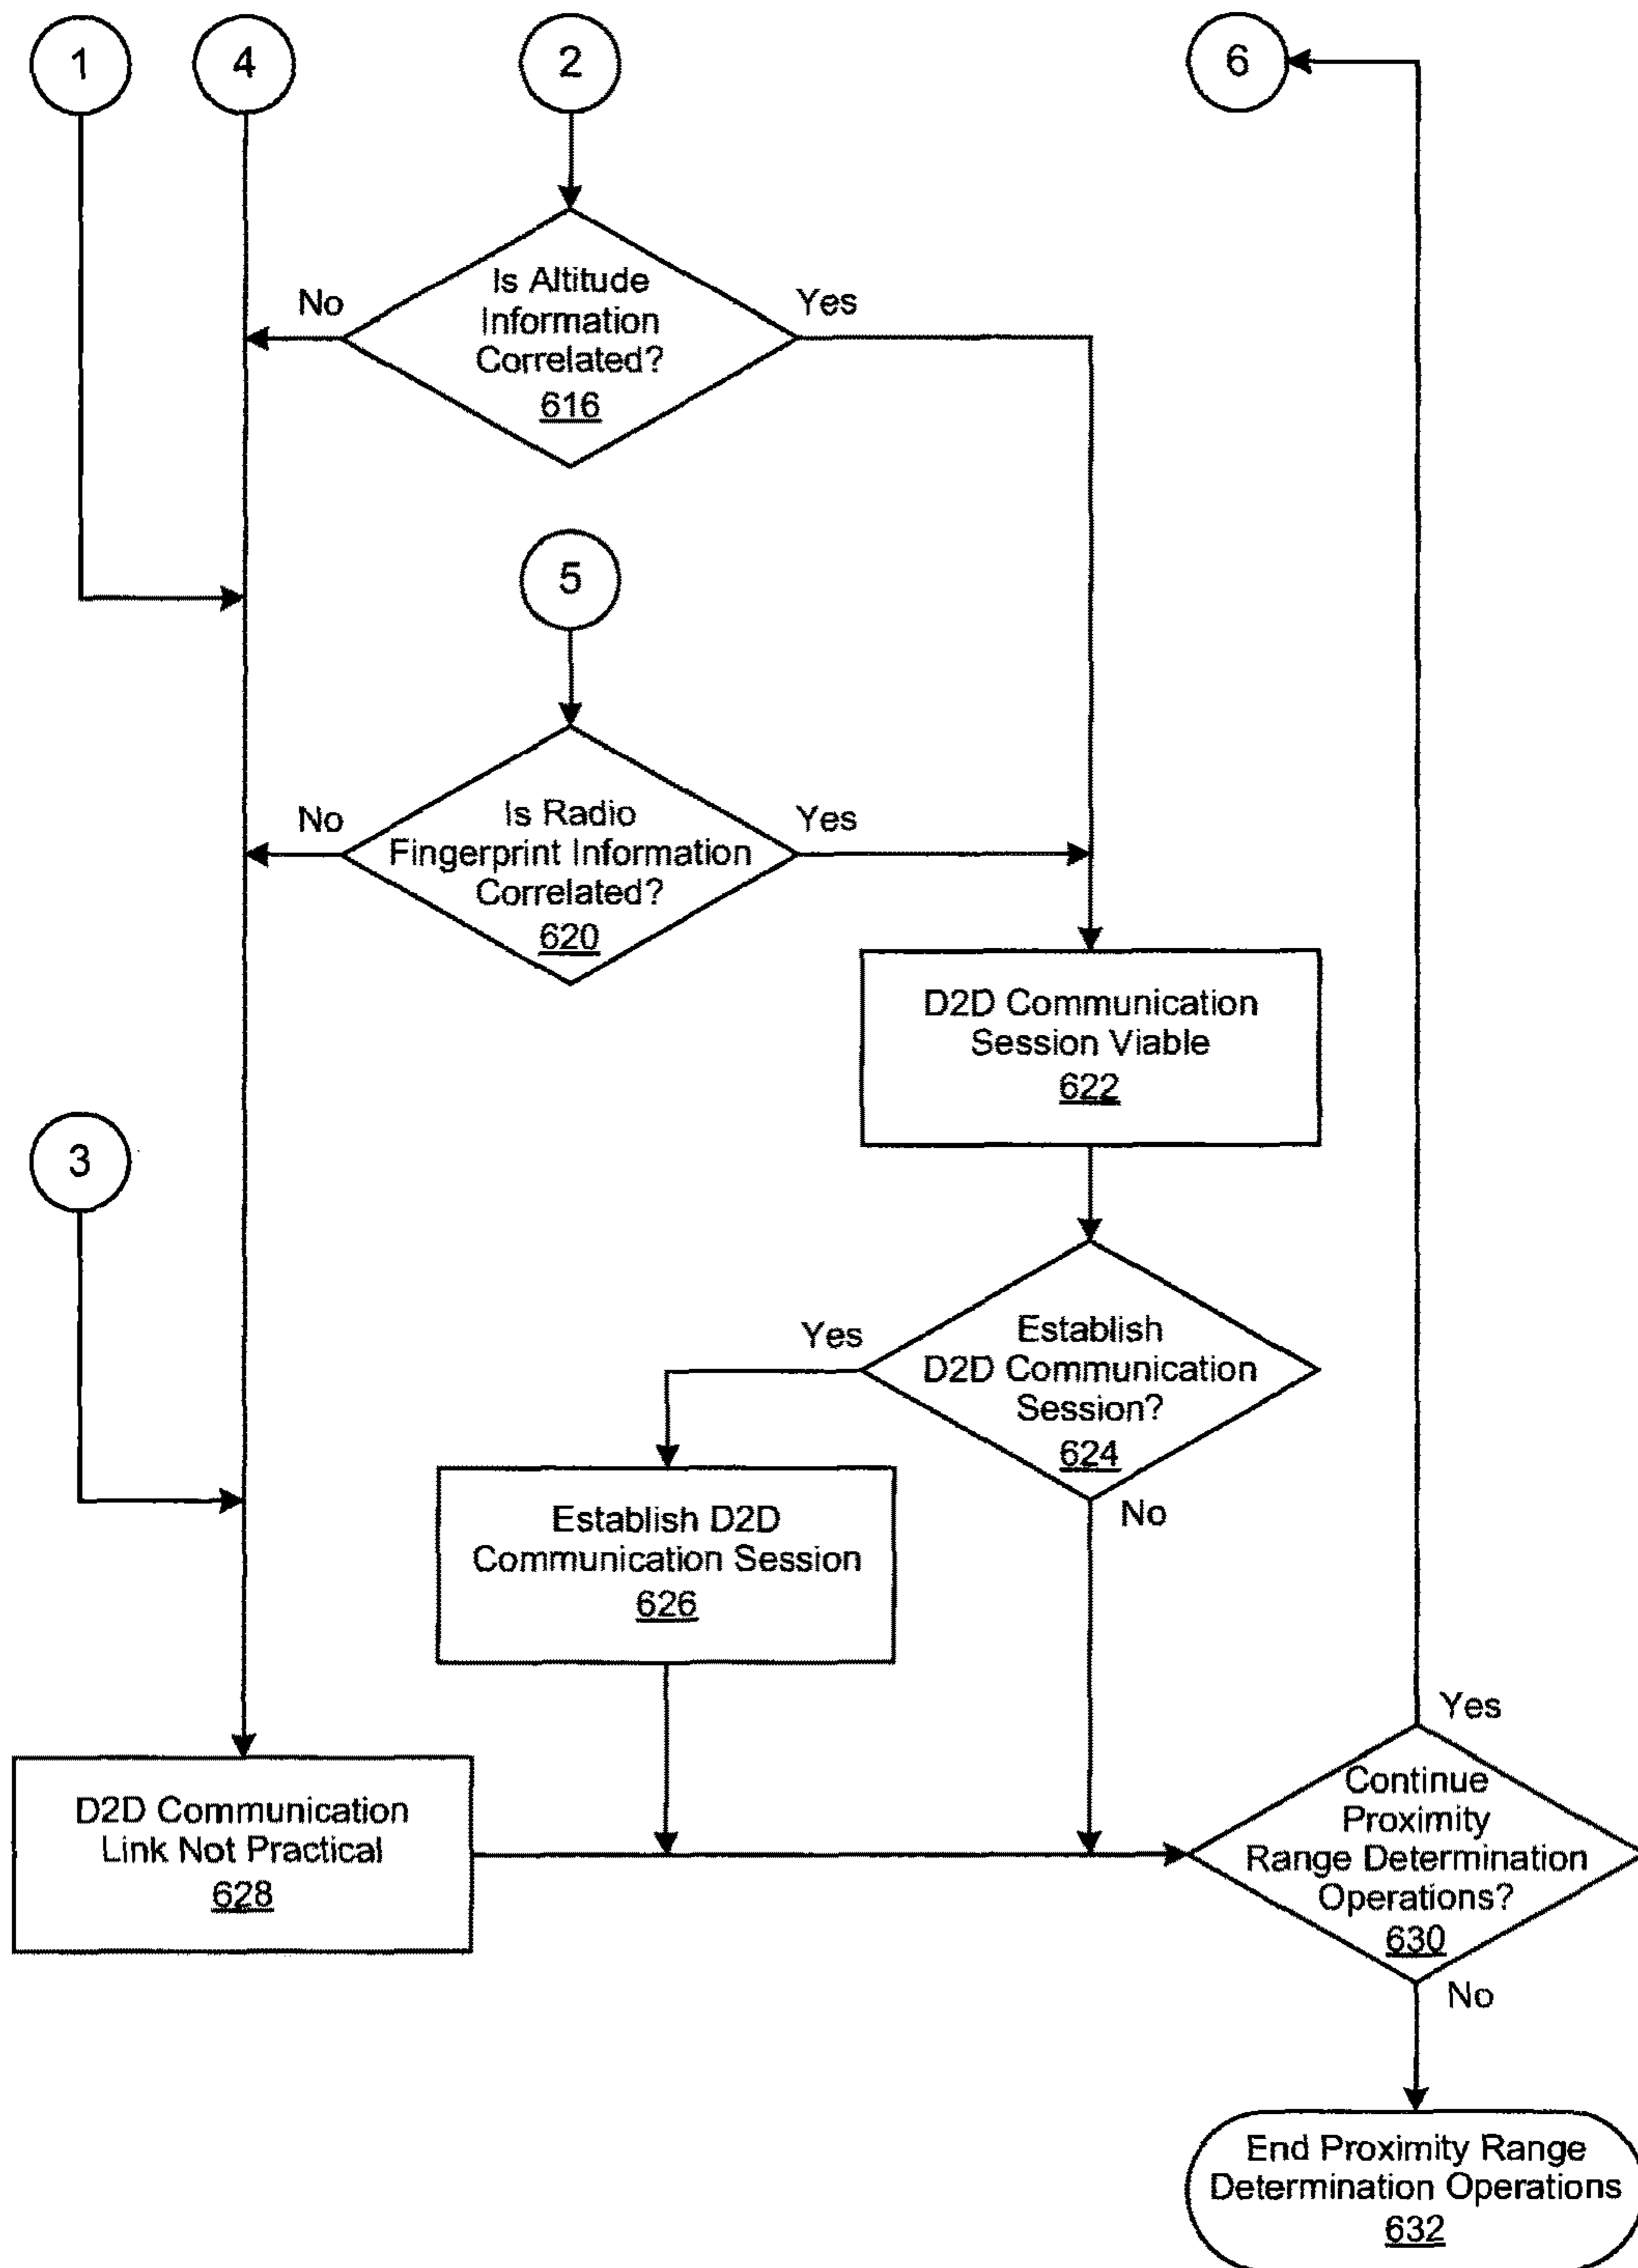 1
4
2
6
Is Altitude
Information
Correlated?
616
No
Yes
5
Is Radio
Fingerprint Information
Correlated?
620
No
Yes
D2D Communication
Session Viable
622
3
Establish
D2D Communication
Session?
624
Yes
No
Establish D2D
Communication Session
626
D2D Communication
Link Not Practical
628
Yes
Continue
Proximity
Range Determination
Operations?
630
No
End Proximity Range
Determination Operations
632